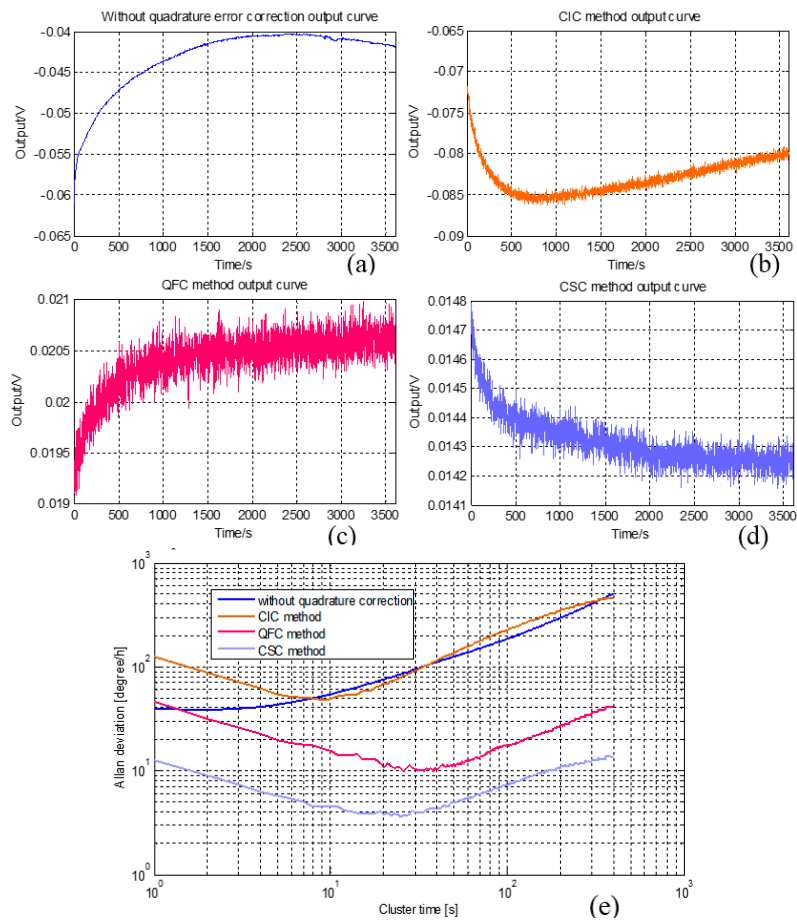 Without quadrature error correction output curve
-0.04
-0.045
-0.05
-0.055
-0.06
-0.065
Output/V
0 500 1000 1500 2000 2500 3000 3500
Time/s
(a)
CIC method output curve
-0.065
-0.07
-0.075
-0.08
-0.085
-0.09
Output/V
0 500 1000 1500 2000 2500 3000 3500
Time/s
(b)
QFC method output curve
0.021
0.0205
0.02
0.0195
0.019
Output/V
0 500 1000 1500 2000 2500 3000 3500
Time/s
(c)
CSC method output curve
0.0148
0.0146
0.0144
0.0143
0.0142
0.0141
Output/V
0 500 1000 1500 2000 2500 3000 3500
Time/s
(d)
10^3
10^2
10^1
10^0
Allan deviation [degree/h]
without quadrature correction
CIC method
QFC method
CSC method
10^0 10^1 10^2 10^3
Cluster time [s]
(e)